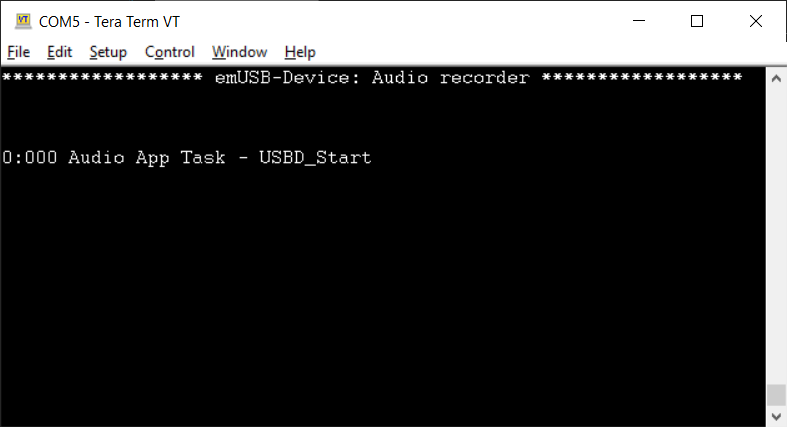 COM5 - Tera Term VT
File Edit Setup Control Window Help
****************** emUSB-Device: Audio recorder ******************
0:000 Audio App Task - USBD_Start